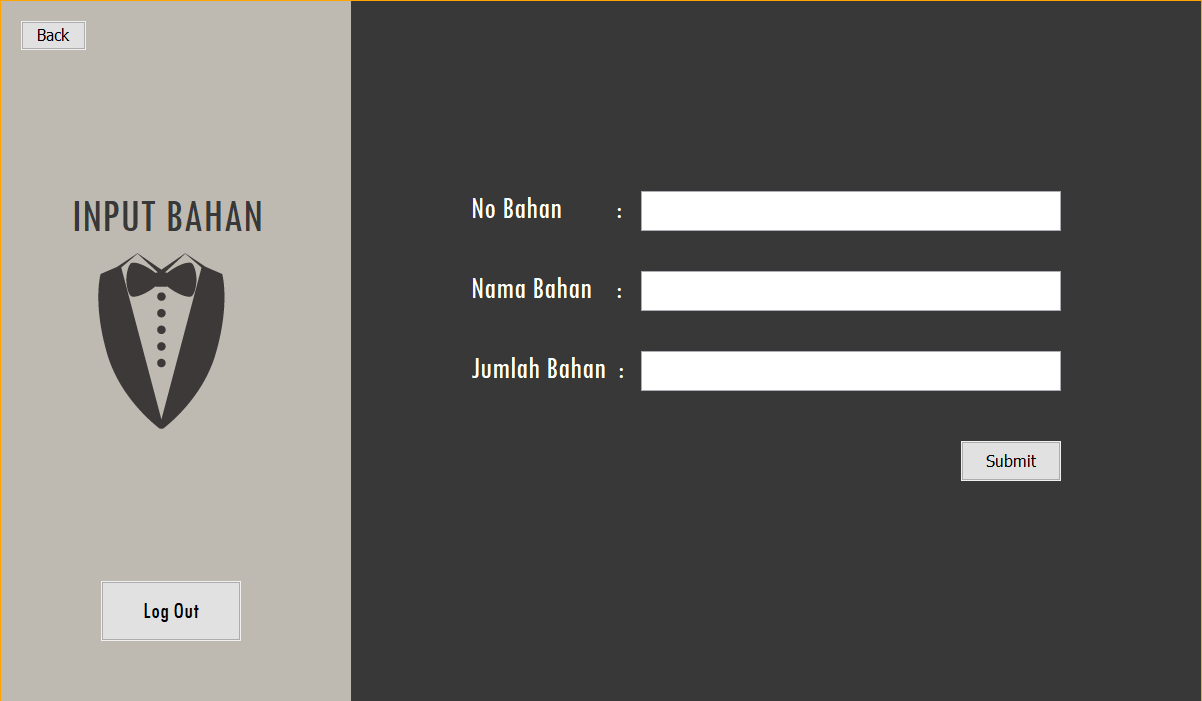 Back
INPUT BAHAN
No Bahan :
Nama Bahan :
Jumlah Bahan :
Submit
Log Out